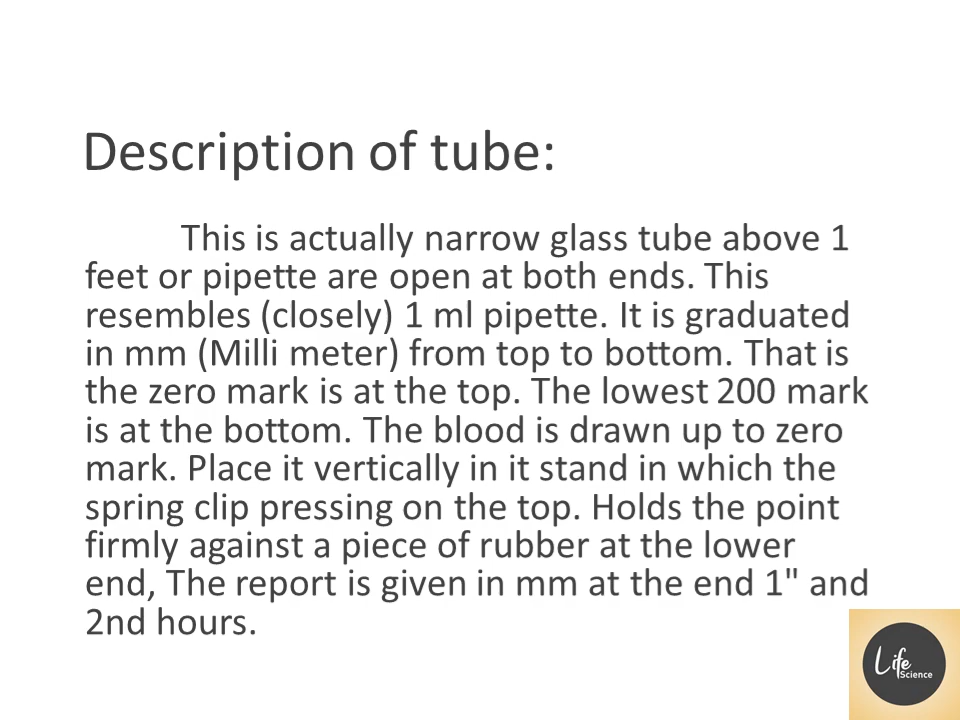 Description of tube:
This is actually narrow glass tube above 1
feet or pipette are open at both ends. This
resembles (closely) 1 ml pipette. It is graduated
in mm (Milli meter) from top to bottom. That is
the zero mark is at the top. The lowest 200 mark
is at the bottom. The blood is drawn up to zero
mark. Place it vertically in it stand in which the
spring clip pressing on the top. Holds the point
firmly against a piece of rubber at the lower
end, The report is given in mm at the end 1" and
2nd hours.
Life
Science